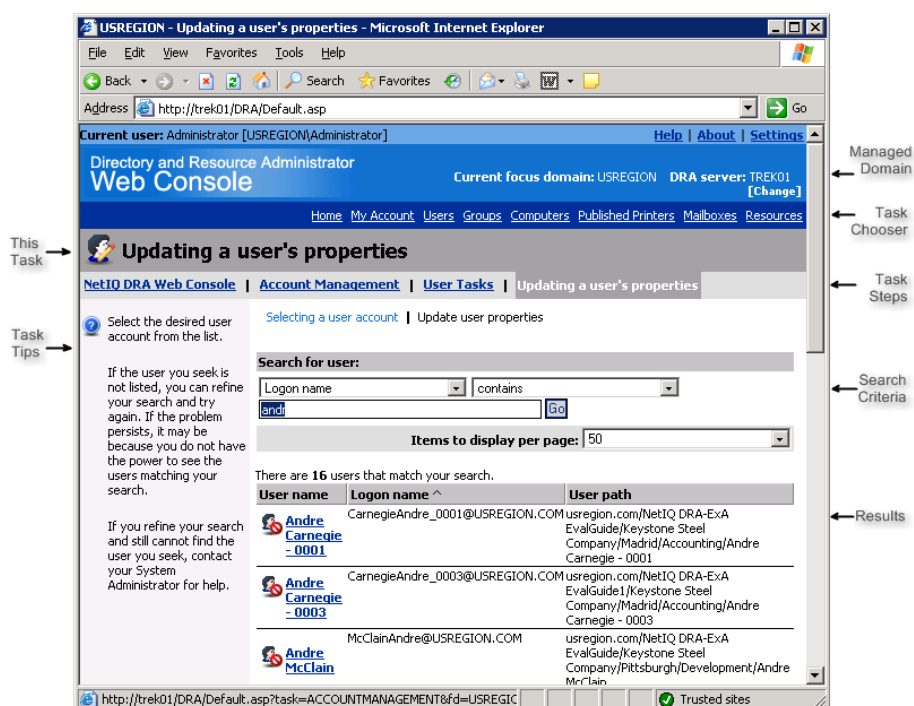 USREGION - Updating a user's properties - Microsoft Internet Explorer
File Edit View Favorites Tools Help
Back Search Favorites
Address http://trek01/DRA/Default.asp Go
Current user: Administrator [USREGION\Administrator] Help | About | Settings
Directory and Resource Administrator
Web Console
Current focus domain: USREGION DRA server: TREK01
[Change]
Managed
Domain
Home My Account Users Groups Computers Published Printers Mailboxes Resources
Task
Chooser
This
Task
Updating a user's properties
NetIQ DRA Web Console | Account Management | User Tasks | Updating a user's properties
Task
Steps
Task
Tips
Select the desired user
account from the list.
If the user you seek is
not listed, you can refine
your search and try
again. If the problem
persists, it may be
because you do not have
the power to see the
users matching your
search.
If you refine your search
and still cannot find the
user you seek, contact
your System
Administrator for help.
Selecting a user account | Update user properties
Search for user:
Logon name contains
andr Go
Search
Criteria
Items to display per page: 50
There are 16 users that match your search.
User name Logon name ^ User path
Results
Andre
Carnegie
- 0001
CarnegieAndre_0001@USREGION.COM
usregion.com/NetIQ DRA-ExA
EvalGuide/Keystone Steel
Company/Madrid/Accounting/Andre
Carnegie - 0001
Andre
Carnegie
- 0003
CarnegieAndre_0003@USREGION.COM
usregion.com/NetIQ DRA-ExA
EvalGuide1/Keystone Steel
Company/Madrid/Accounting/Andre
Carnegie - 0003
Andre
McClain
McClainAndre@USREGION.COM
usregion.com/NetIQ DRA-ExA
EvalGuide/Keystone Steel
Company/Pittsburgh/Development/Andre
McClain
http://trek01/DRA/Default.asp?task=ACCOUNTMANAGEMENT&fd=USREGIC Trusted sites